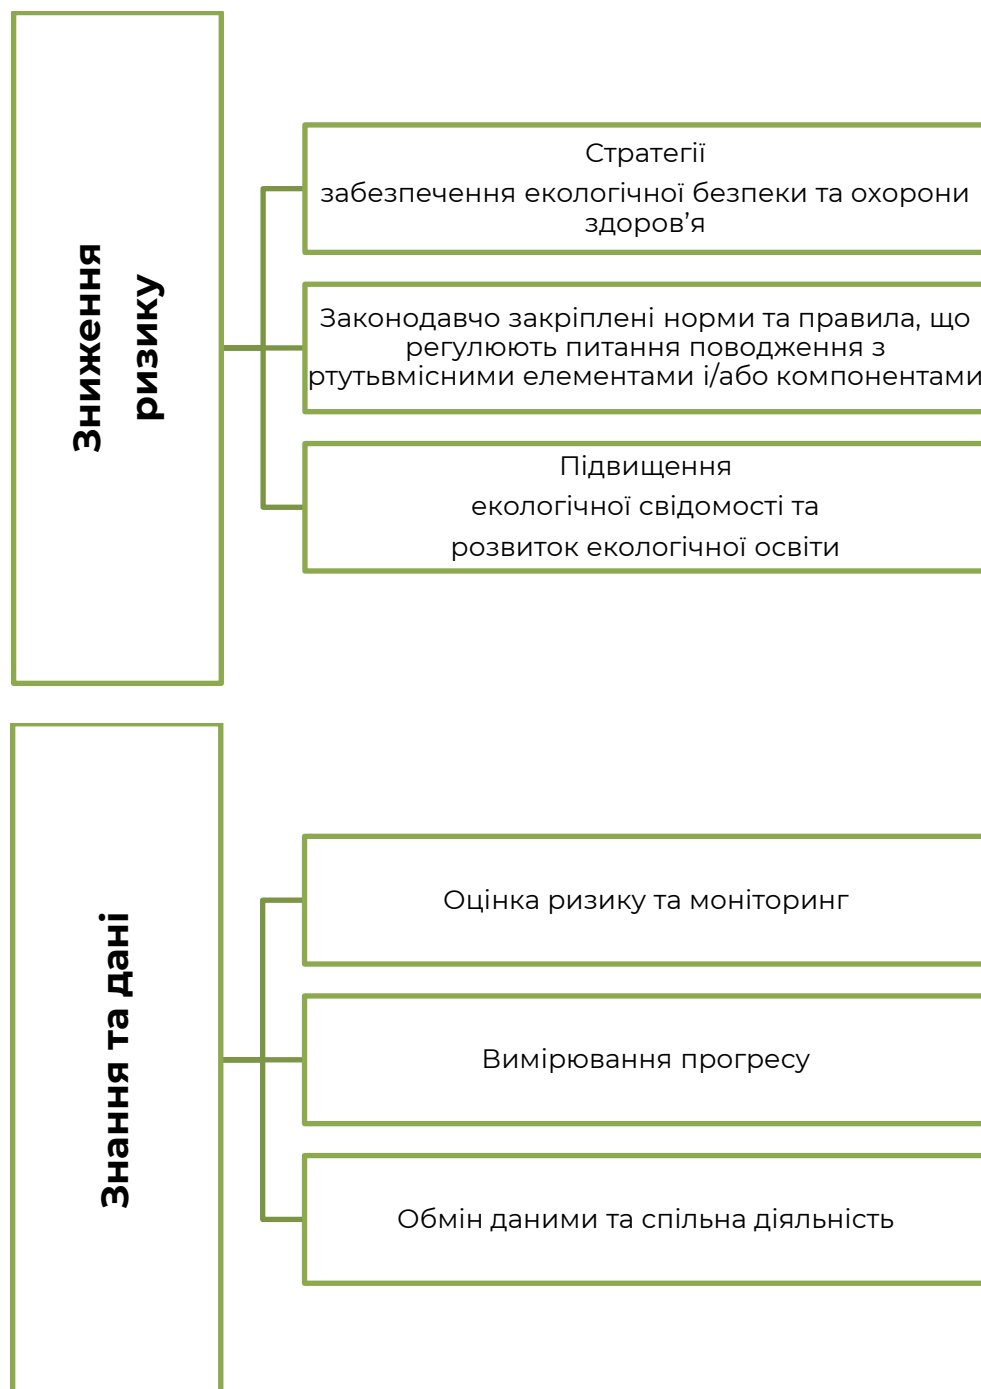 Зниження
ризику
Стратегії
забезпечення екологічної безпеки та охорони
здоров’я
Законодавчо закріплені норми та правила, що
регулюють питання поводження з
ртутьвмісними елементами і/або компонентами
Підвищення
екологічної свідомості та
розвиток екологічної освіти
Знання та дані
Оцінка ризику та моніторинг
Вимірювання прогресу
Обмін даними та спільна діяльність